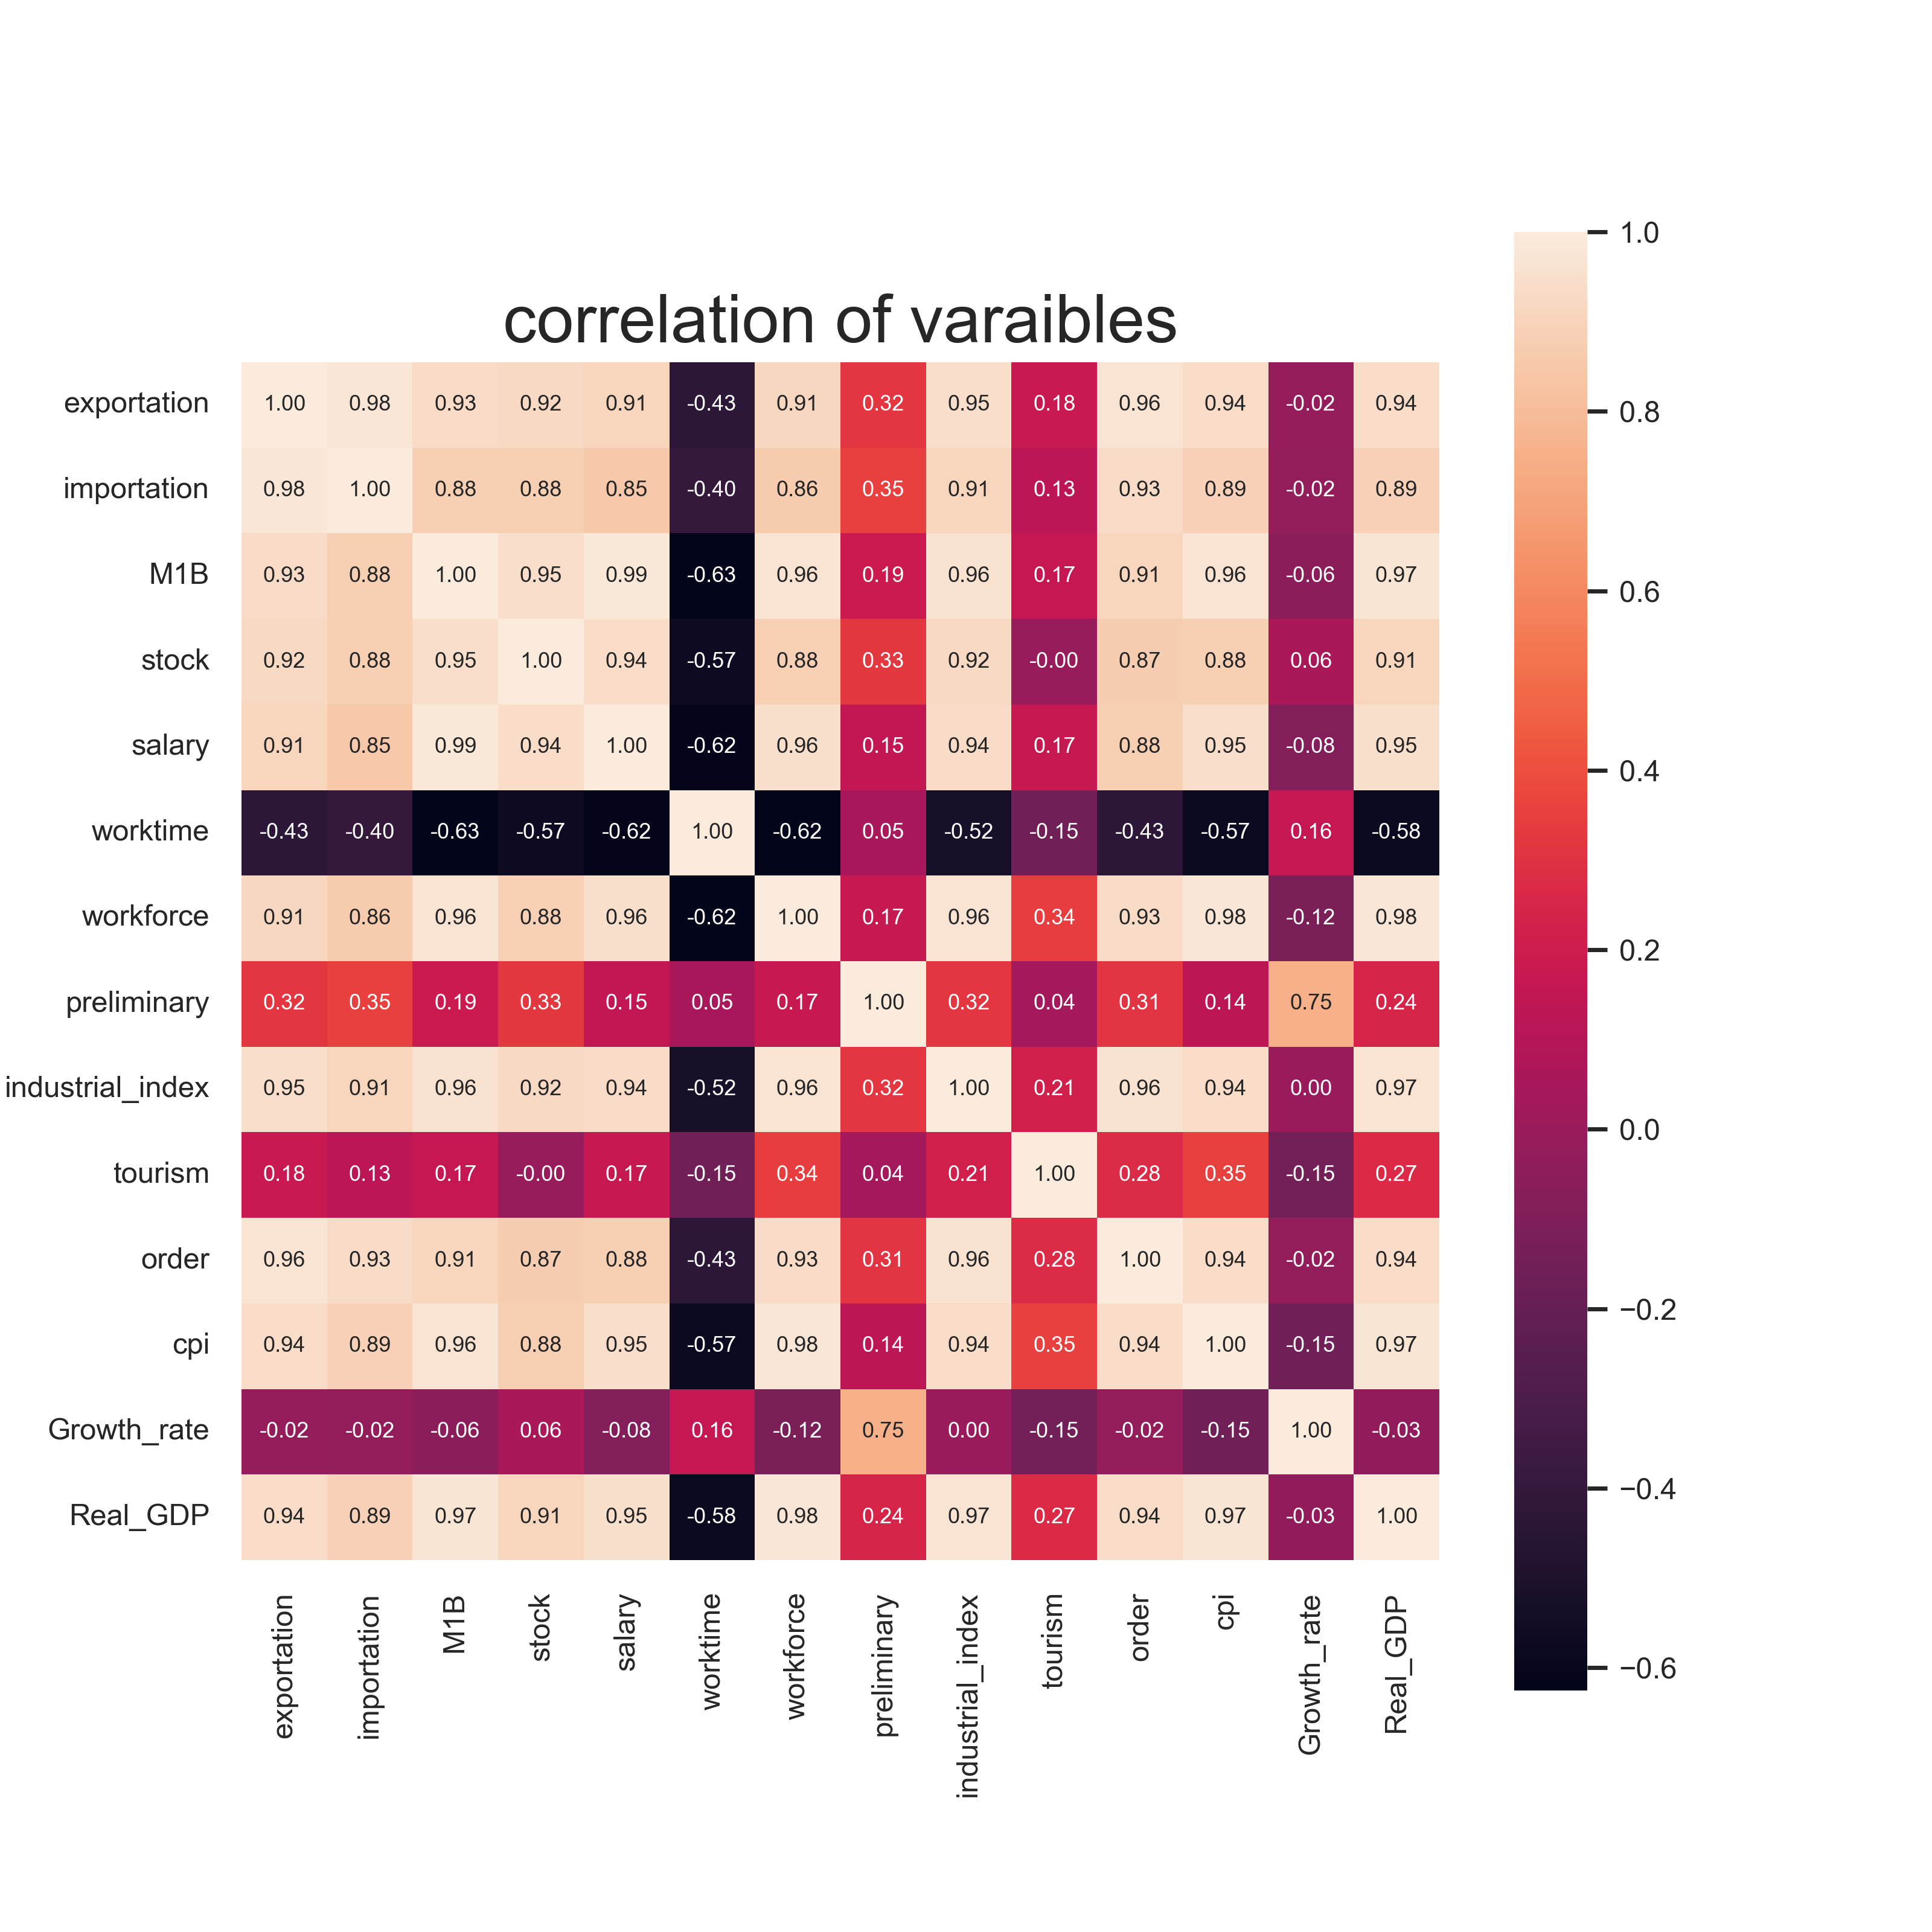 correlation of varaibles
exportation 1.00 0.98 0.93 0.92 0.91 -0.43 0.91 0.32 0.95 0.18 0.96 0.94 -0.02 0.94
importation 0.98 1.00 0.88 0.88 0.85 -0.40 0.86 0.35 0.91 0.13 0.93 0.89 -0.02 0.89
M1B 0.93 0.88 1.00 0.95 0.99 -0.63 0.96 0.19 0.96 0.17 0.91 0.96 -0.06 0.97
stock 0.92 0.88 0.95 1.00 0.94 -0.57 0.88 0.33 0.92 -0.00 0.87 0.88 0.06 0.91
salary 0.91 0.85 0.99 0.94 1.00 -0.62 0.96 0.15 0.94 0.17 0.88 0.95 -0.08 0.95
worktime -0.43 -0.40 -0.63 -0.57 -0.62 1.00 -0.62 0.05 -0.52 -0.15 -0.43 -0.57 0.16 -0.58
workforce 0.91 0.86 0.96 0.88 0.96 -0.62 1.00 0.17 0.96 0.34 0.93 0.98 -0.12 0.98
preliminary 0.32 0.35 0.19 0.33 0.15 0.05 0.17 1.00 0.32 0.04 0.31 0.14 0.75 0.24
industrial_index 0.95 0.91 0.96 0.92 0.94 -0.52 0.96 0.32 1.00 0.21 0.96 0.94 0.00 0.97
tourism 0.18 0.13 0.17 -0.00 0.17 -0.15 0.34 0.04 0.21 1.00 0.28 0.35 -0.15 0.27
order 0.96 0.93 0.91 0.87 0.88 -0.43 0.93 0.31 0.96 0.28 1.00 0.94 -0.02 0.94
cpi 0.94 0.89 0.96 0.88 0.95 -0.57 0.98 0.14 0.94 0.35 0.94 1.00 -0.15 0.97
Growth_rate -0.02 -0.02 -0.06 0.06 -0.08 0.16 -0.12 0.75 0.00 -0.15 -0.02 -0.15 1.00 -0.03
Real_GDP 0.94 0.89 0.97 0.91 0.95 -0.58 0.98 0.24 0.97 0.27 0.94 0.97 -0.03 1.00
exportation
importation
M1B
stock
salary
worktime
workforce
preliminary
industrial_index
tourism
order
cpi
Growth_rate
Real_GDP
1.0
0.8
0.6
0.4
0.2
0.0
−0.2
−0.4
−0.6